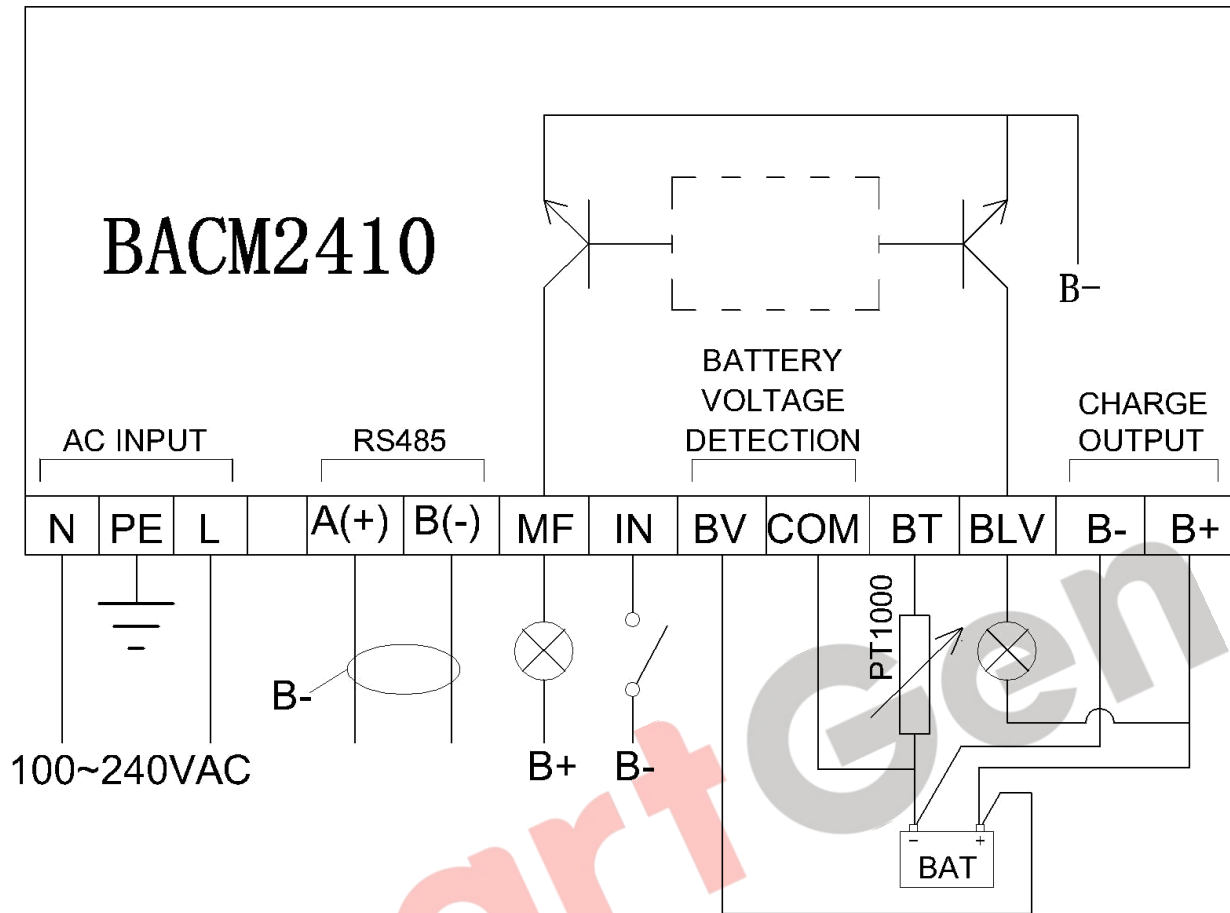 BACM2410
B-
BATTERY
VOLTAGE
DETECTION
AC INPUT
RS485
CHARGE
OUTPUT
N PE L A(+) B(-) MF IN BV COM BT BLV B- B+
PT1000
B-
100~240VAC
B+ B-
- +
BAT
artGen